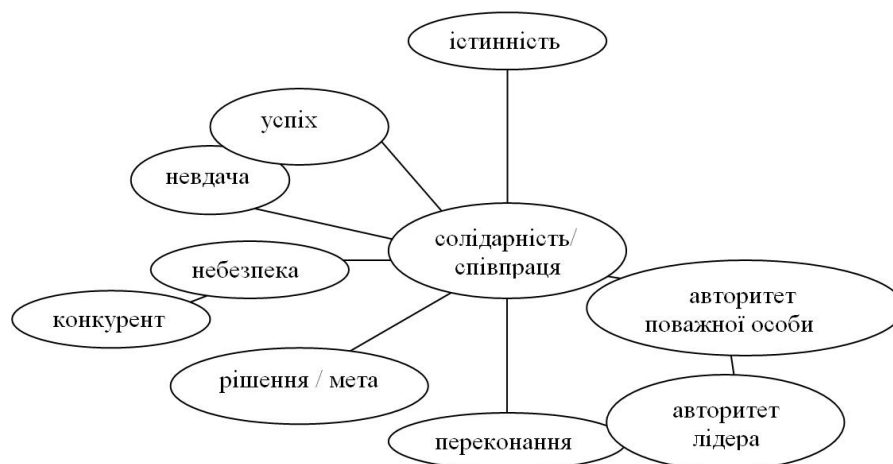 істинність
успіх
невдача
солідарність/
співпраця
небезпека
авторитет
поважної особи
конкурент
рішення / мета
авторитет
лідера
переконання